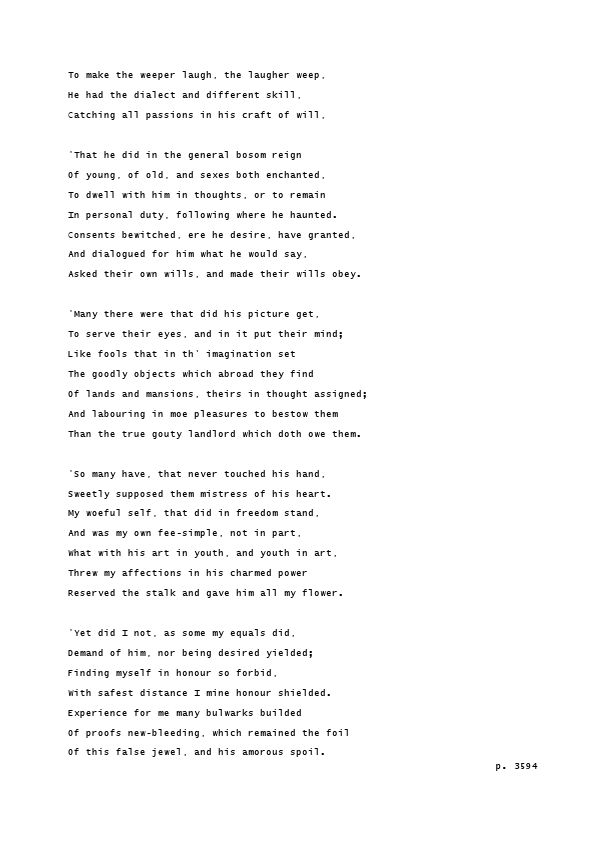 To make the weeper laugh, the laugher weep,
He had the dialect and different skill,
Catching all passions in his craft of will,
'That he did in the general bosom reign
Of young, of old, and sexes both enchanted,
To dwell with him in thoughts, or to remain
In personal duty, following where he haunted.
Consents bewitched, ere he desire, have granted,
And dialogued for him what he would say,
Asked their own wills, and made their wills obey.
'Many there were that did his picture get,
To serve their eyes, and in it put their mind;
Like fools that in th' imagination set
The goodly objects which abroad they find
Of lands and mansions, theirs in thought assigned;
And labouring in moe pleasures to bestow them
Than the true gouty landlord which doth owe them.
'So many have, that never touched his hand,
Sweetly supposed them mistress of his heart.
My woeful self, that did in freedom stand,
And was my own fee-simple, not in part,
What with his art in youth, and youth in art,
Threw my affections in his charmed power
Reserved the stalk and gave him all my flower.
'Yet did I not, as some my equals did,
Demand of him, nor being desired yielded;
Finding myself in honour so forbid,
With safest distance I mine honour shielded.
Experience for me many bulwarks builded
Of proofs new-bleeding, which remained the foil
Of this false jewel, and his amorous spoil.
p. 3594